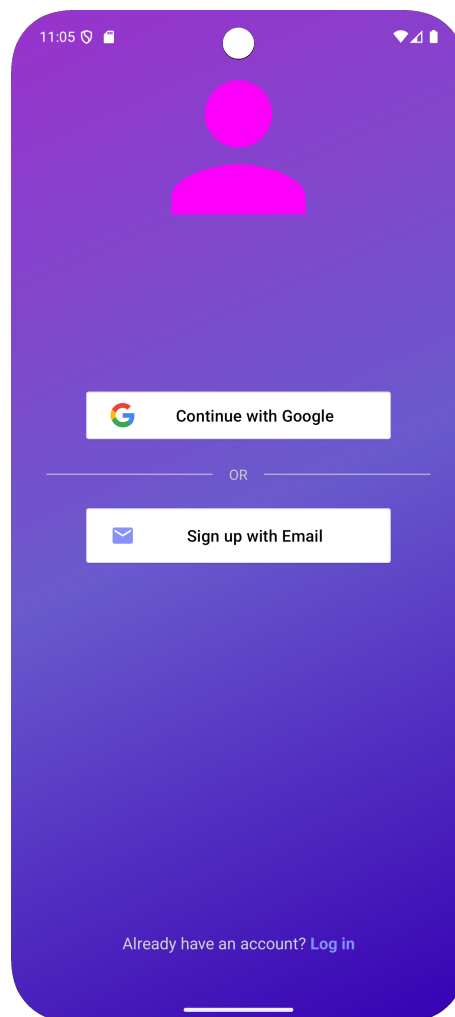 11:05
Continue with Google
OR
Sign up with Email
Already have an account? Log in